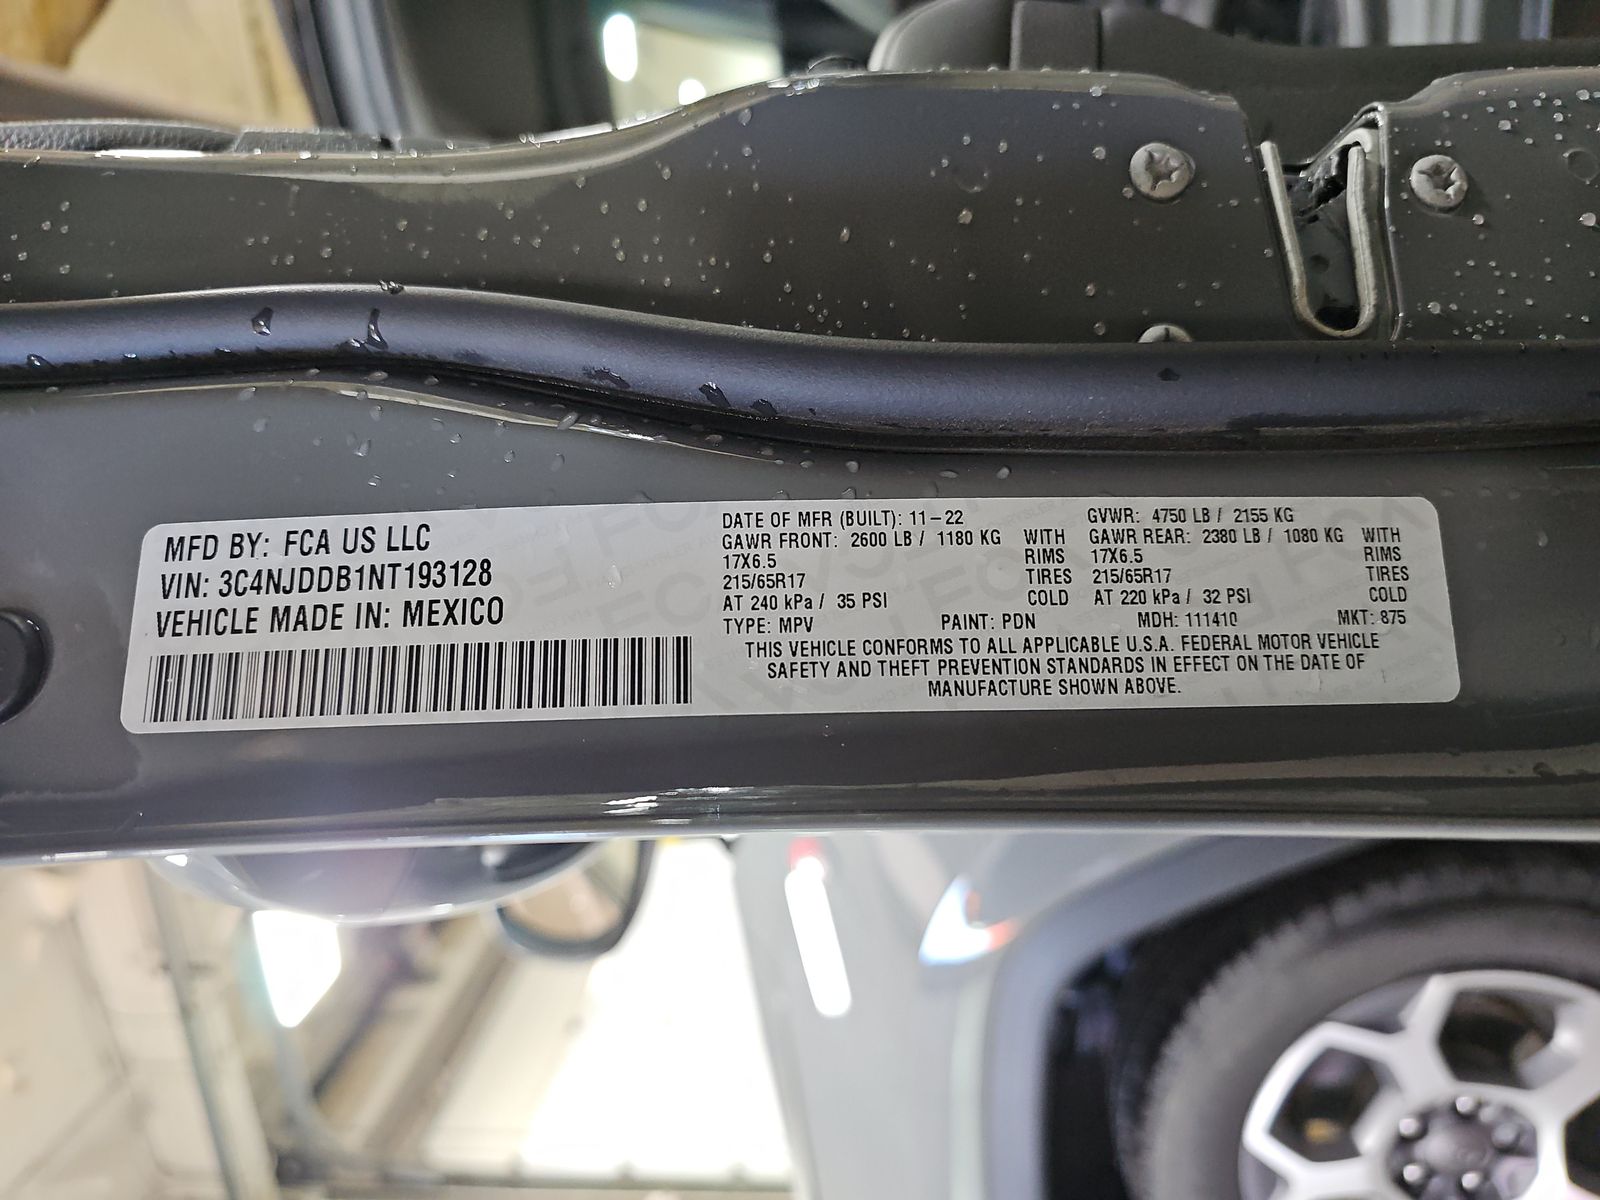 MFD BY: FCA US LLC
VIN: 3C4NJDDB1NT193128
VEHICLE MADE IN: MEXICO
DATE OF MFR (BUILT): 11-22 GVWR: 4750 LB / 2155 KG
GAWR FRONT: 2600 LB / 1180 KG WITH GAWR REAR: 2380 LB / 1080 KG WITH
17X6.5 RIMS 17X6.5 RIMS
215/65R17 TIRES 215/65R17 TIRES
AT 240 kPa / 35 PSI COLD AT 220 kPa / 32 PSI COLD
TYPE: MPV PAINT: PDN MDH: 111410 MKT: 875
THIS VEHICLE CONFORMS TO ALL APPLICABLE U.S.A. FEDERAL MOTOR VEHICLE
SAFETY AND THEFT PREVENTION STANDARDS IN EFFECT ON THE DATE OF
MANUFACTURE SHOWN ABOVE.